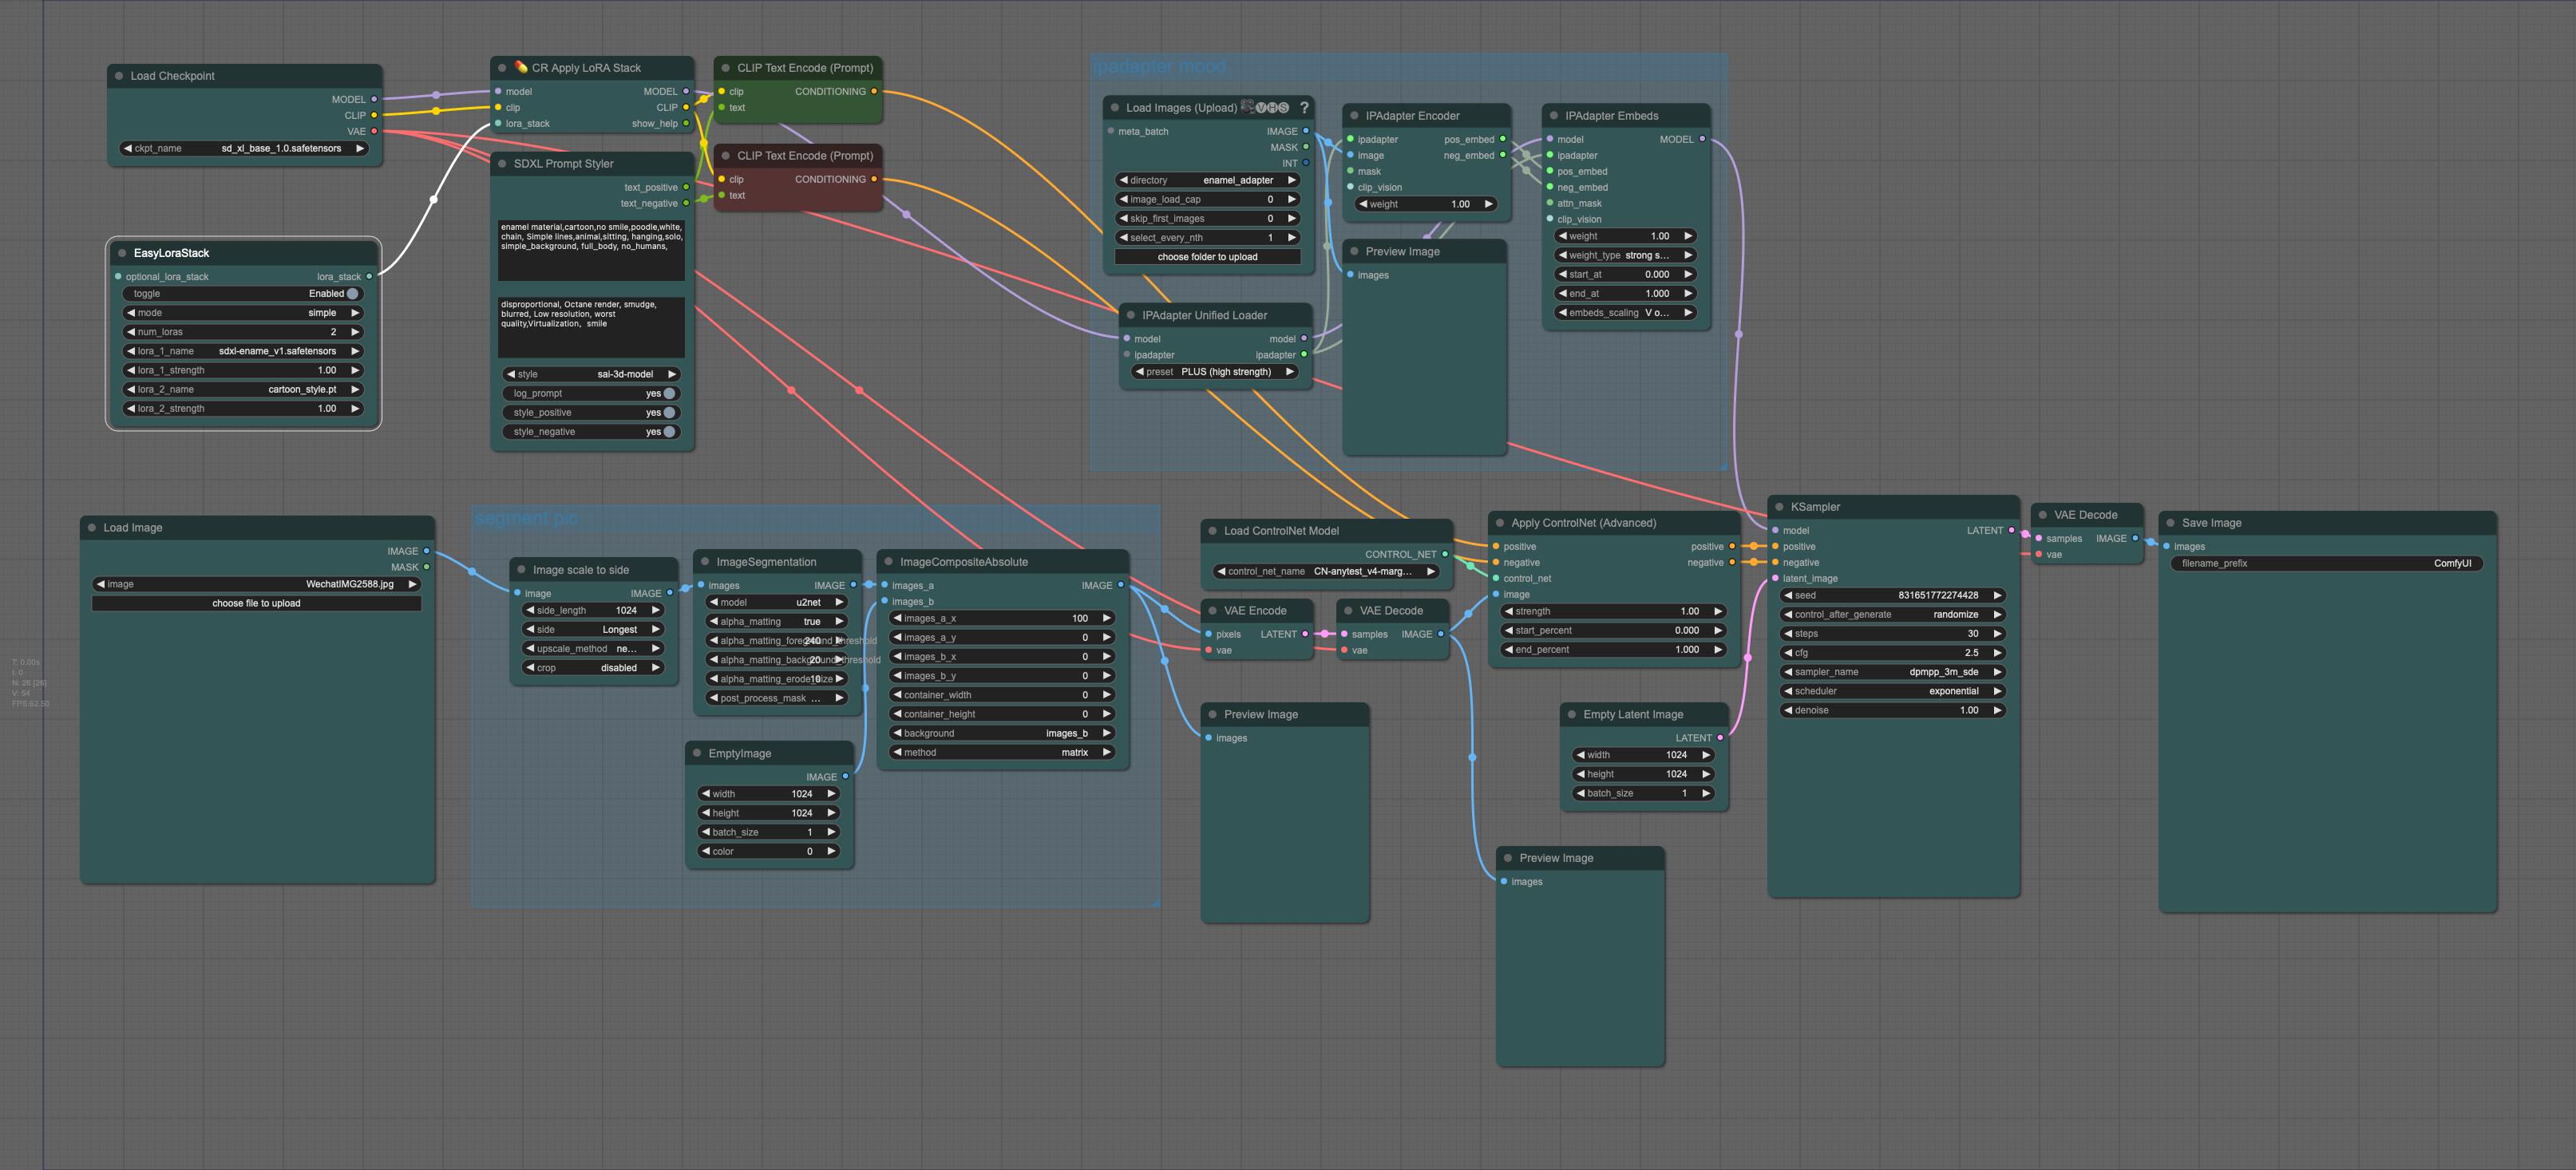 Load Checkpoint
MODEL
CLIP
VAE
ckpt_name sd_xl_base_1.0.safetensors
EasyLoraStack
optional_lora_stack lora_stack
toggle Enabled
mode simple
num_loras 2
lora_1_name sdxl-ename_v1.safetensors
lora_1_strength 1.00
lora_2_name cartoon_style.pt
lora_2_strength 1.00
CR Apply LoRA Stack
model MODEL
clip CLIP
lora_stack show_help
SDXL Prompt Styler
text_positive
text_negative
enamel material,cartoon,no smile,poodle,white,
chain, Simple lines,animal,sitting, hanging,solo,
simple_background, full_body, no_humans,
disproportional, Octane render, smudge,
blurred, Low resolution, worst
quality,Virtualization, smile
style sai-3d-model
log_prompt yes
style_positive yes
style_negative yes
CLIP Text Encode (Prompt)
clip CONDITIONING
text
CLIP Text Encode (Prompt)
clip CONDITIONING
text
ipadapter mood
Load Images (Upload) VHS ?
meta_batch IMAGE
MASK
INT
directory enamel_adapter
image_load_cap 0
skip_first_images 0
select_every_nth 1
choose folder to upload
IPAdapter Unified Loader
model model
ipadapter ipadapter
preset PLUS (high strength)
IPAdapter Encoder
ipadapter pos_embed
image neg_embed
mask
clip_vision
weight 1.00
Preview Image
images
IPAdapter Embeds
model MODEL
ipadapter
pos_embed
neg_embed
attn_mask
clip_vision
weight 1.00
weight_type strong s...
start_at 0.000
end_at 1.000
embeds_scaling V o...
Load Image
IMAGE
MASK
image WechatIMG2588.jpg
choose file to upload
T: 0.00s
I: 0
N: 26 [26]
V: 54
FPS:62.50
segment pic
Image scale to side
image IMAGE
side_length 1024
side Longest
upscale_method ne...
crop disabled
ImageSegmentation
images IMAGE
model u2net
alpha_matting true
alpha_matting_foreground_threshold 240
alpha_matting_background_threshold 20
alpha_matting_erode_size 10
post_process_mask ...
EmptyImage
IMAGE
width 1024
height 1024
batch_size 1
color 0
ImageCompositeAbsolute
images_a IMAGE
images_b
images_a_x 100
images_a_y 0
images_b_x 0
images_b_y 0
container_width 0
container_height 0
background images_b
method matrix
Load ControlNet Model
CONTROL_NET
control_net_name CN-anytest_v4-marg...
VAE Encode
pixels LATENT
vae
VAE Decode
samples IMAGE
vae
Preview Image
images
Apply ControlNet (Advanced)
positive positive
negative negative
control_net
image
strength 1.00
start_percent 0.000
end_percent 1.000
Empty Latent Image
LATENT
width 1024
height 1024
batch_size 1
Preview Image
images
KSampler
model LATENT
positive
negative
latent_image
seed 831651772274428
control_after_generate randomize
steps 30
cfg 2.5
sampler_name dpmpp_3m_sde
scheduler exponential
denoise 1.00
VAE Decode
samples IMAGE
vae
Save Image
images
filename_prefix ComfyUI